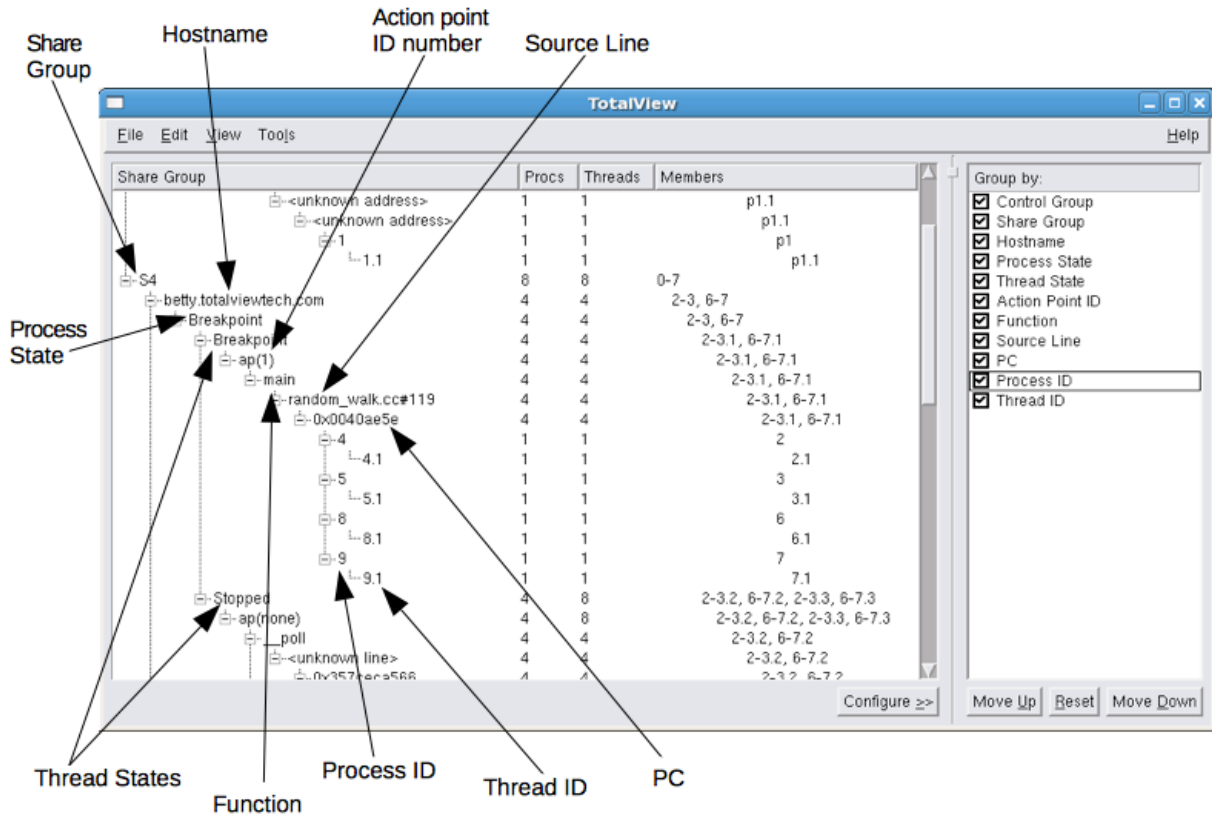 Share
Group
Hostname
Action point
ID number
Source Line
TotalView
File Edit View Tools Help
Share Group Procs Threads Members
<unknown address> 1 1 p1.1
<unknown address> 1 1 p1.1
1 1 1 p1
1.1 1 1 p1.1
S4 8 8 0-7
betty.totalviewtech.com 4 4 2-3, 6-7
Breakpoint 4 4 2-3, 6-7
Breakpoint 4 4 2-3.1, 6-7.1
ap(1) 4 4 2-3.1, 6-7.1
main 4 4 2-3.1, 6-7.1
random_walk.cc#119 4 4 2-3.1, 6-7.1
0x0040ae5e 4 4 2-3.1, 6-7.1
4 1 1 2
4.1 1 1 2.1
5 1 1 3
5.1 1 1 3.1
8 1 1 6
8.1 1 1 6.1
9 1 1 7
9.1 1 1 7.1
Stopped 4 8 2-3.2, 6-7.2, 2-3.3, 6-7.3
ap(none) 4 8 2-3.2, 6-7.2, 2-3.3, 6-7.3
__poll 4 4 2-3.2, 6-7.2
<unknown line> 4 4 2-3.2, 6-7.2
0x357ceca566 4 4 2-3.2, 6-7.2
Configure >>
Group by:
Control Group
Share Group
Hostname
Process State
Thread State
Action Point ID
Function
Source Line
PC
Process ID
Thread ID
Move Up Reset Move Down
Process
State
Thread States
Function
Process ID
Thread ID
PC